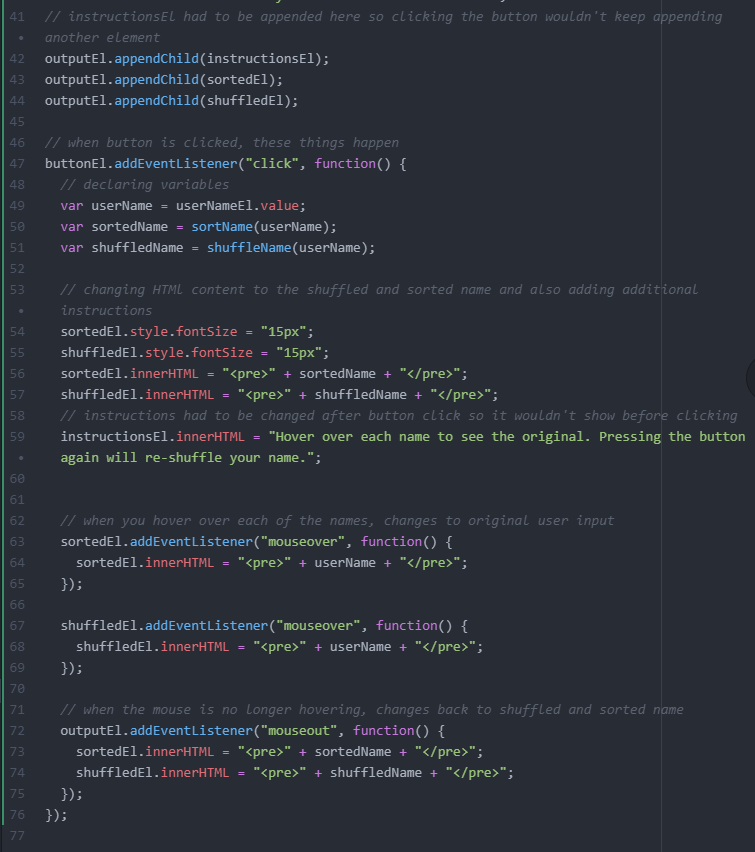 41 // instructionsEl had to be appended here so clicking the button wouldn't keep appending
• another element
42 outputEl.appendChild(instructionsEl);
43 outputEl.appendChild(sortedEl);
44 outputEl.appendChild(shuffledEl);
45
46 // when button is clicked, these things happen
47 buttonEl.addEventListener("click", function() {
48   // declaring variables
49   var userName = userNameEl.value;
50   var sortedName = sortName(userName);
51   var shuffledName = shuffleName(userName);
52
53   // changing HTMl content to the shuffled and sorted name and also adding additional
•   instructions
54   sortedEl.style.fontSize = "15px";
55   shuffledEl.style.fontSize = "15px";
56   sortedEl.innerHTML = "<pre>" + sortedName + "</pre>";
57   shuffledEl.innerHTML = "<pre>" + shuffledName + "</pre>";
58   // instructions had to be changed after button click so it wouldn't show before clicking
59   instructionsEl.innerHTML = "Hover over each name to see the original. Pressing the button
•   again will re-shuffle your name.";
60
61
62   // when you hover over each of the names, changes to original user input
63   sortedEl.addEventListener("mouseover", function() {
64     sortedEl.innerHTML = "<pre>" + userName + "</pre>";
65   });
66
67   shuffledEl.addEventListener("mouseover", function() {
68     shuffledEl.innerHTML = "<pre>" + userName + "</pre>";
69   });
70
71   // when the mouse is no longer hovering, changes back to shuffled and sorted name
72   outputEl.addEventListener("mouseout", function() {
73     sortedEl.innerHTML = "<pre>" + sortedName + "</pre>";
74     shuffledEl.innerHTML = "<pre>" + shuffledName + "</pre>";
75   });
76 });
77